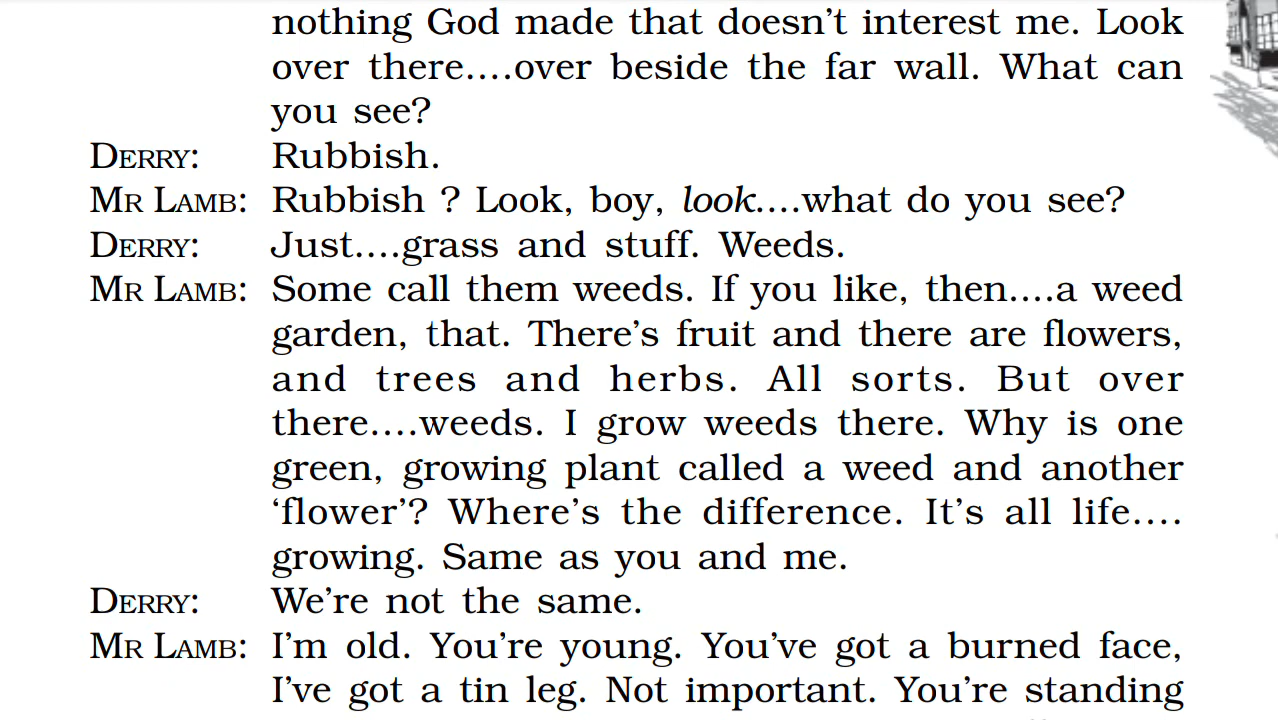 nothing God made that doesn’t interest me. Look
over there....over beside the far wall. What can
you see?
DERRY: Rubbish.
MR LAMB: Rubbish ? Look, boy, look....what do you see?
DERRY: Just....grass and stuff. Weeds.
MR LAMB: Some call them weeds. If you like, then....a weed
garden, that. There’s fruit and there are flowers,
and trees and herbs. All sorts. But over
there....weeds. I grow weeds there. Why is one
green, growing plant called a weed and another
‘flower’? Where’s the difference. It’s all life....
growing. Same as you and me.
DERRY: We’re not the same.
MR LAMB: I’m old. You’re young. You’ve got a burned face,
I’ve got a tin leg. Not important. You’re standing